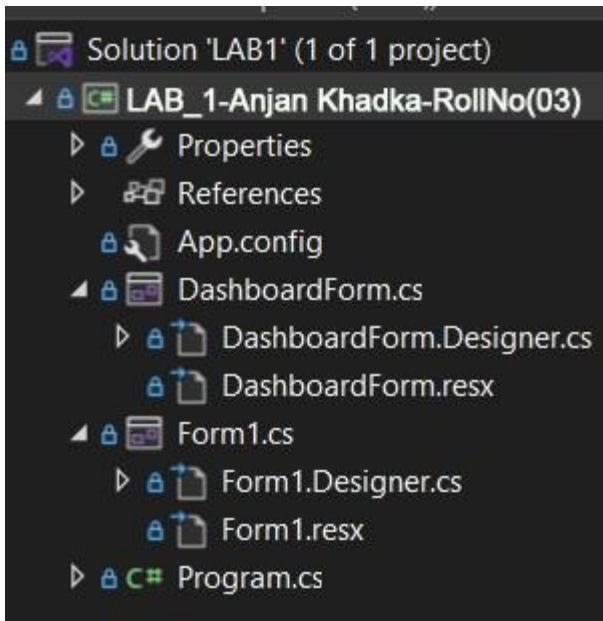 Solution 'LAB1' (1 of 1 project)
C# LAB_1-Anjan Khadka-RollNo(03)
Properties
References
App.config
DashboardForm.cs
DashboardForm.Designer.cs
DashboardForm.resx
Form1.cs
Form1.Designer.cs
Form1.resx
C# Program.cs